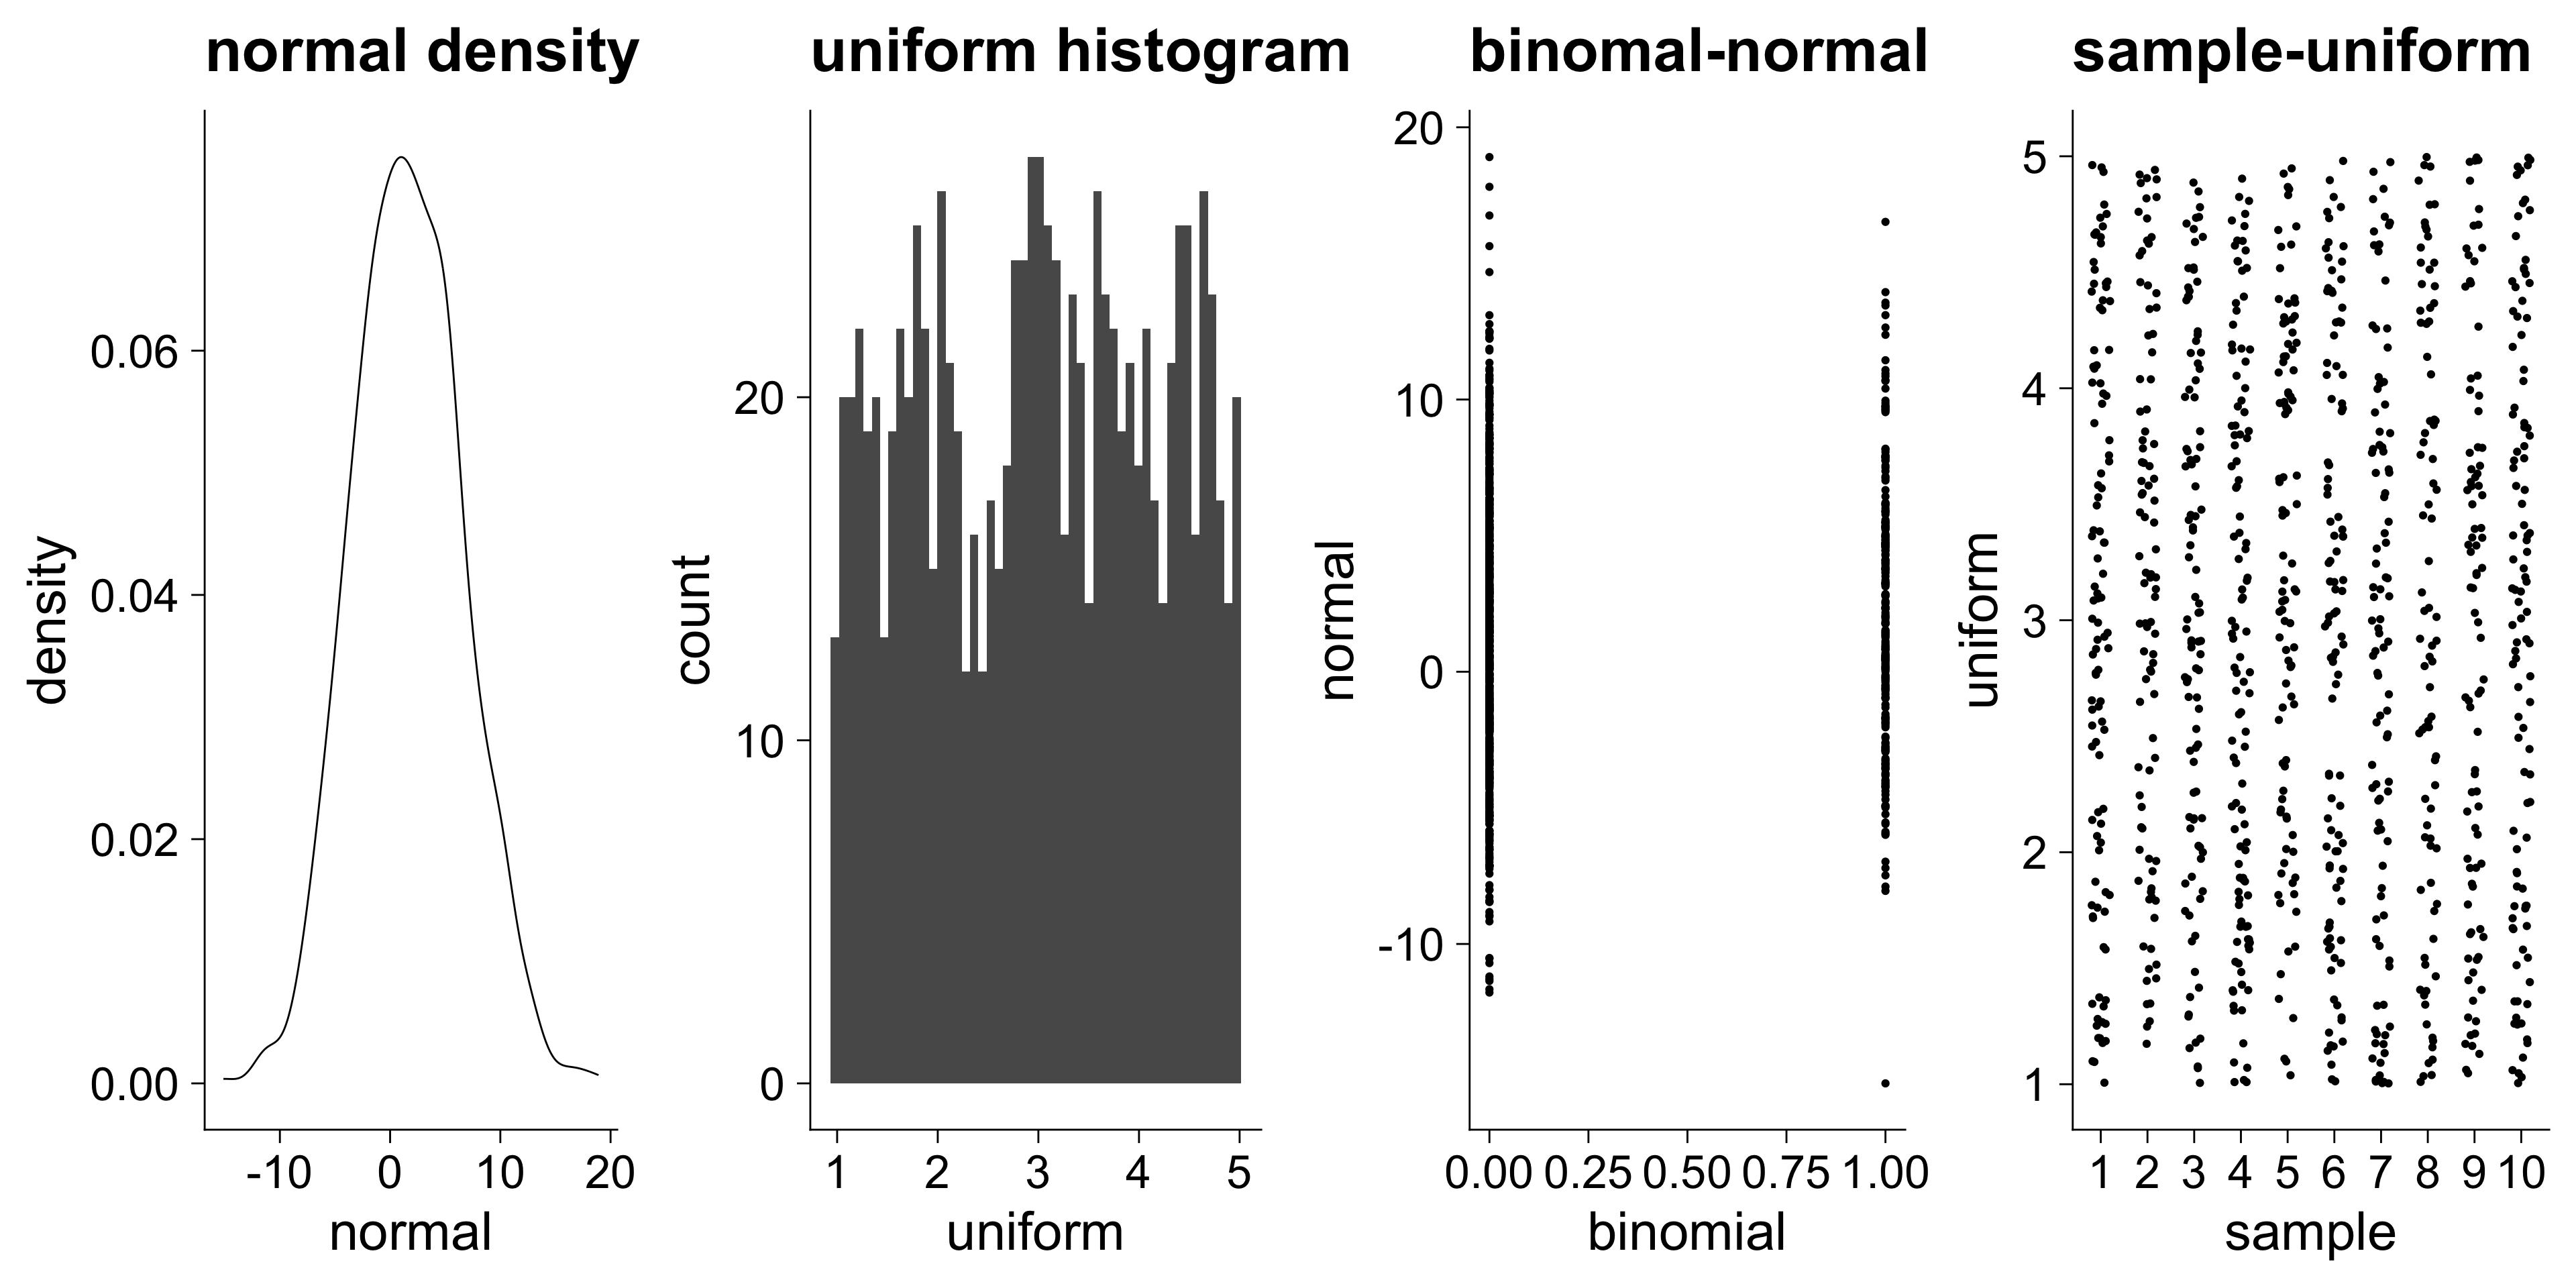 normal density
density
0.06
0.04
0.02
0.00
-10 0 10 20
normal
uniform histogram
count
20
10
0
1 2 3 4 5
uniform
binomal-normal
normal
20
10
0
-10
0.00 0.25 0.50 0.75 1.00
binomial
sample-uniform
uniform
5
4
3
2
1
1 2 3 4 5 6 7 8 9 10
sample